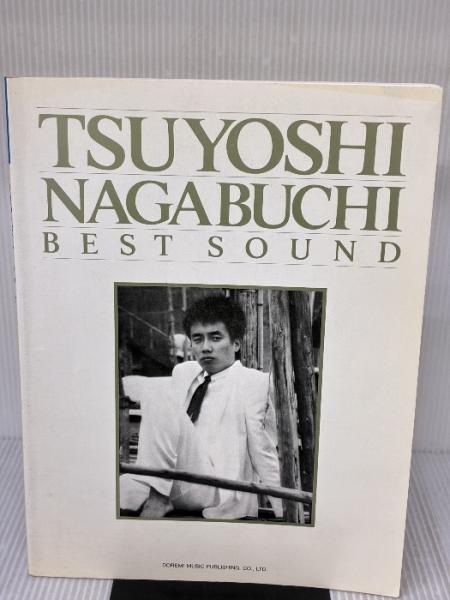 TSUYOSHI
NAGABUCHI
BEST SOUND
DOREMI MUSIC PUBLISHING. CO., LTD.